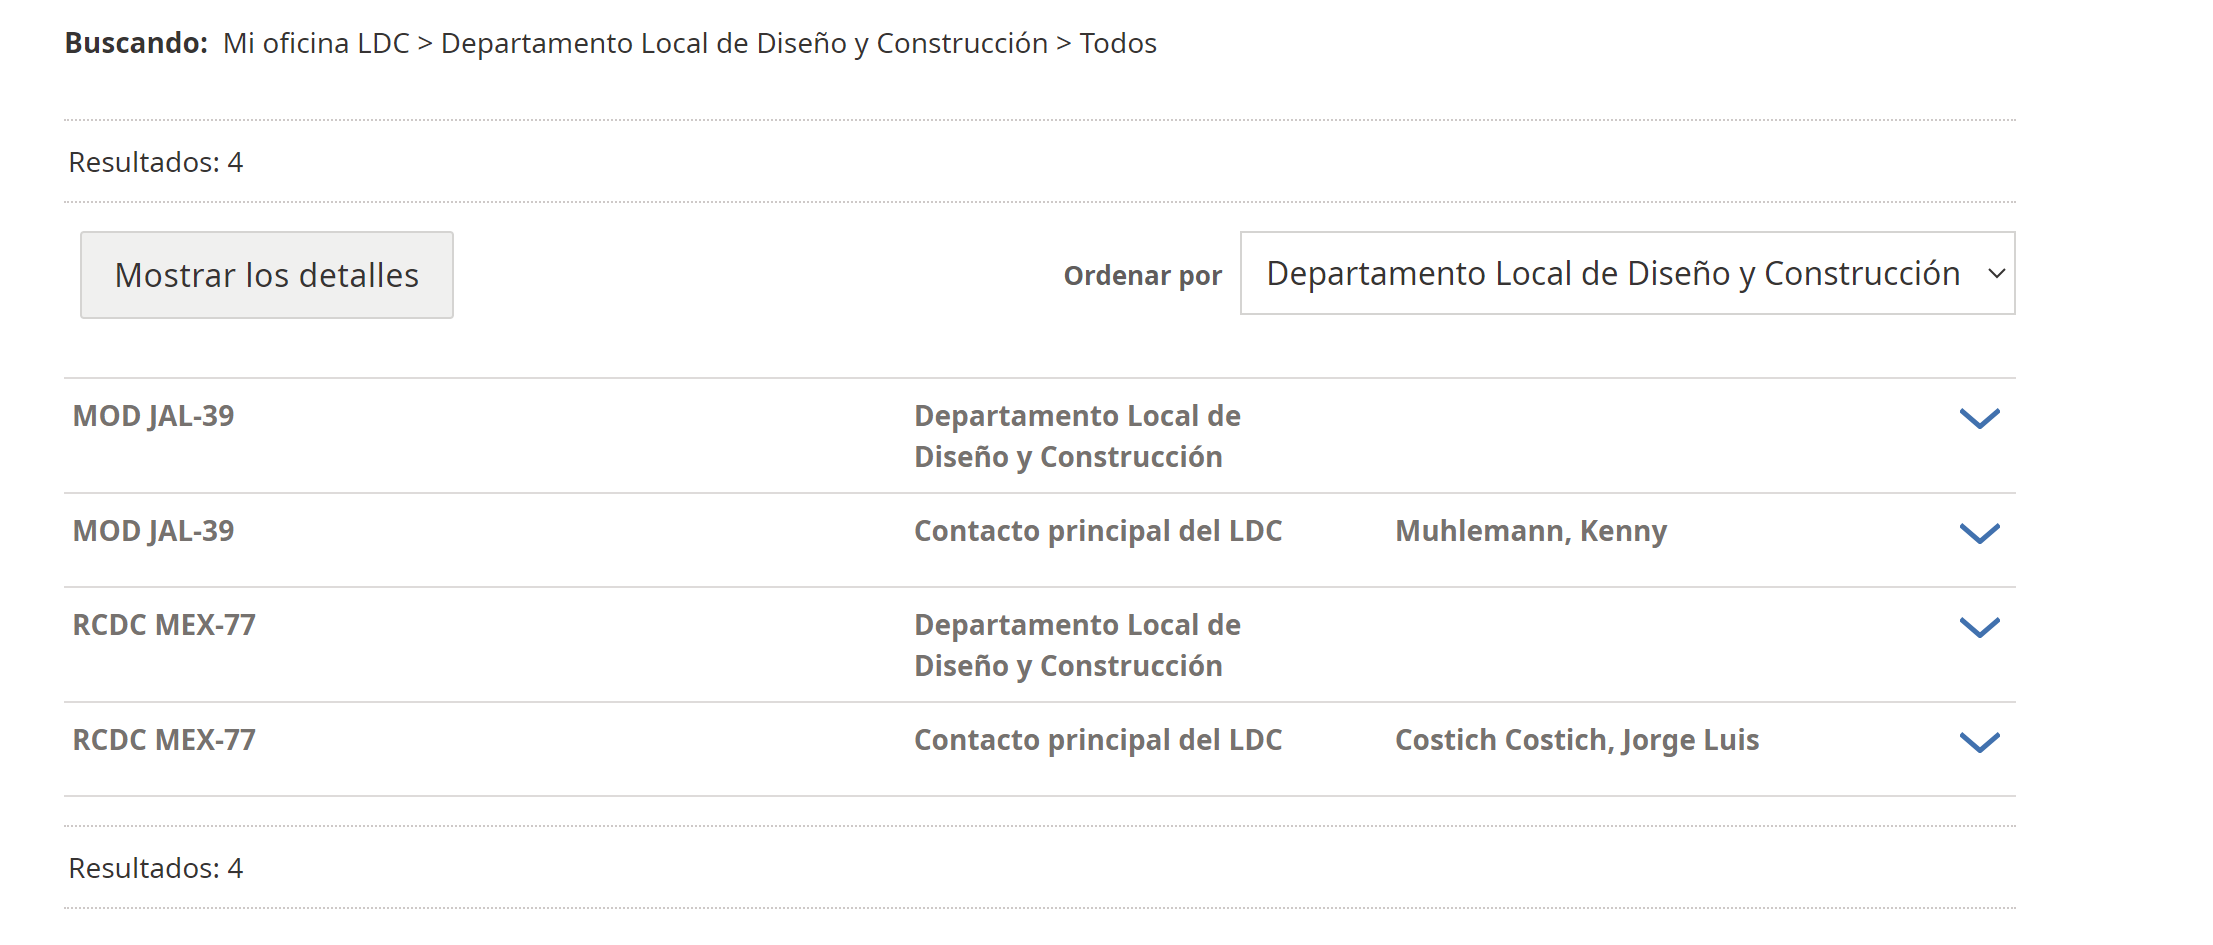 Buscando: Mi oficina LDC > Departamento Local de Diseño y Construcción > Todos
Resultados: 4
Mostrar los detalles
Ordenar por
Departamento Local de Diseño y Construcción
MOD JAL-39
Departamento Local de
Diseño y Construcción
MOD JAL-39
Contacto principal del LDC
Muhlemann, Kenny
RCDC MEX-77
Departamento Local de
Diseño y Construcción
RCDC MEX-77
Contacto principal del LDC
Costich Costich, Jorge Luis
Resultados: 4